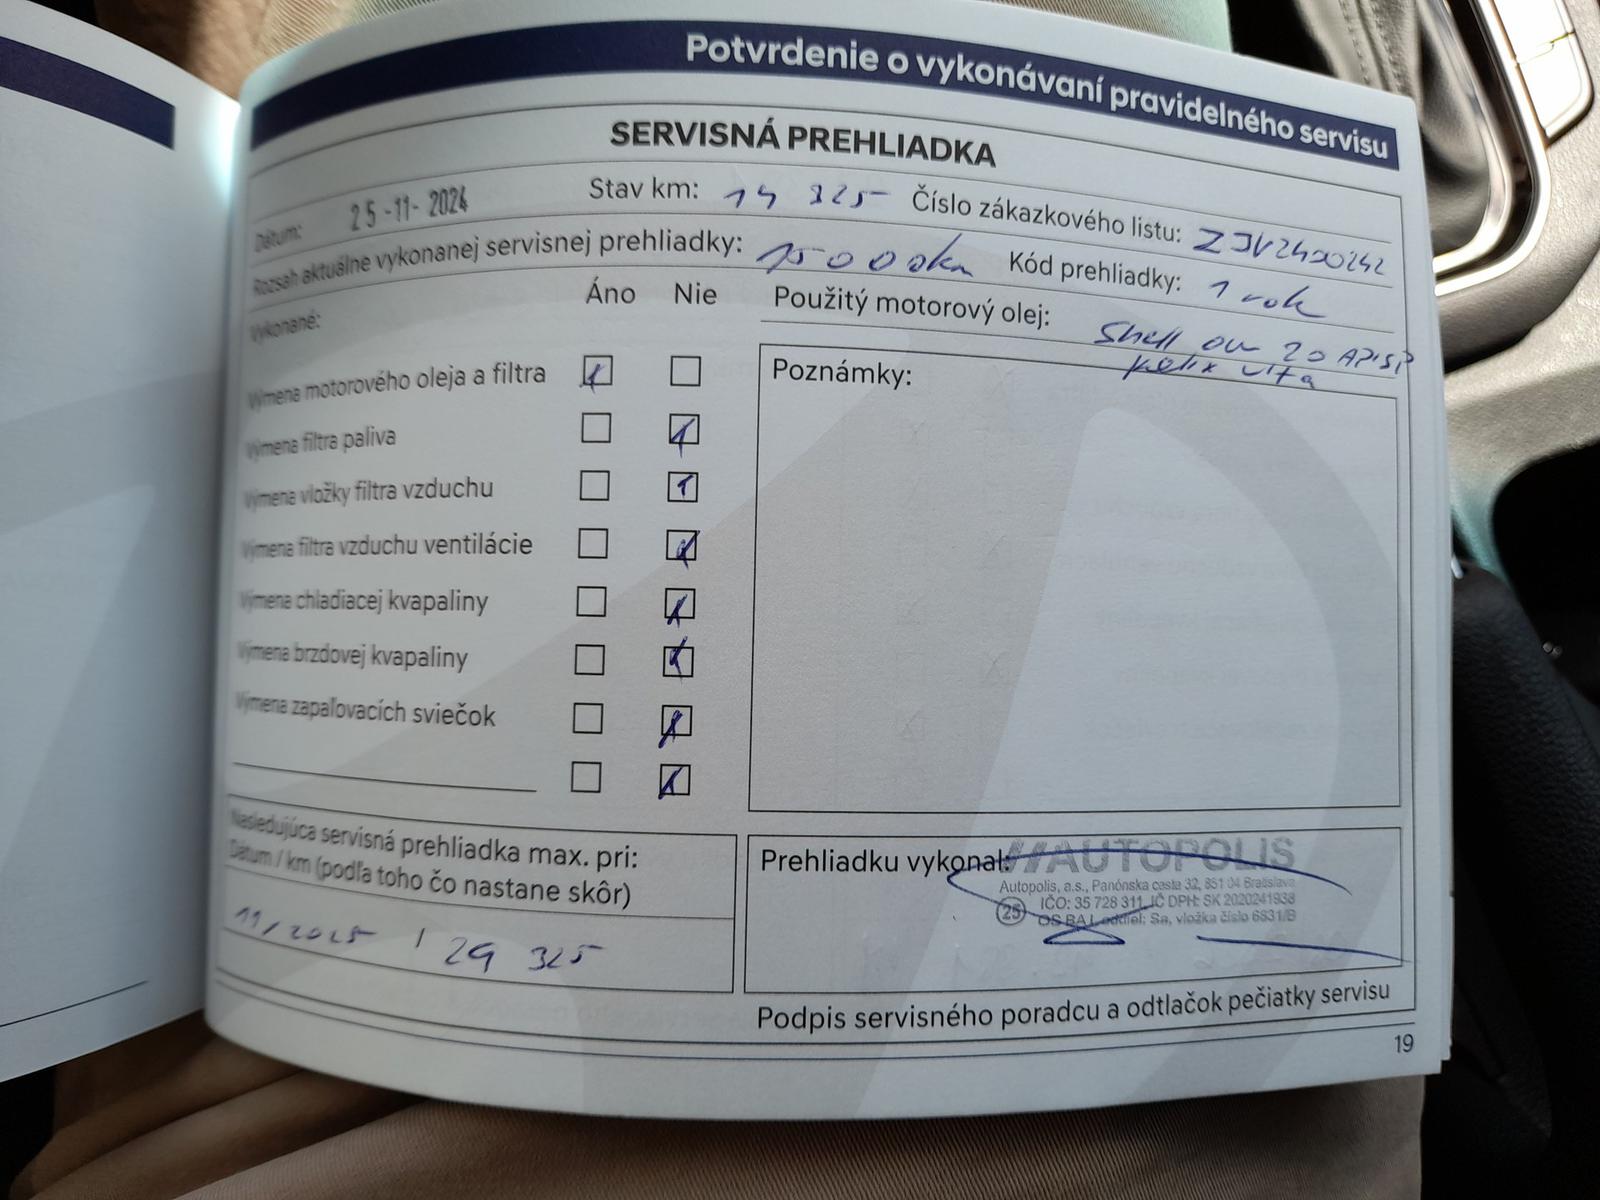 Potvrdenie o vykonávaní pravidelného servisu
SERVISNÁ PREHLIADKA
Dátum: 25-11-2024 Stav km: 14 325 Číslo zákazkového listu: ZJV2400242
Rozsah aktuálne vykonanej servisnej prehliadky: 15000km Kód prehliadky: 1 rok
Vykonané: Áno Nie Použitý motorový olej: Shell 0W 20 API SP
Helix Ultra
Výmena motorového oleja a filtra
Poznámky:
Výmena filtra paliva
Výmena vložky filtra vzduchu
Výmena filtra vzduchu ventilácie
Výmena chladiacej kvapaliny
Výmena brzdovej kvapaliny
Výmena zapaľovacích sviečok
Nasledujúca servisná prehliadka max. pri:
Dátum / km (podľa toho čo nastane skôr)
11/2025 / 29 325
Prehliadku vykonal: AUTOPOLIS
Autopolis, a.s., Panónska cesta 32, 851 04 Bratislava
25 IČO: 35 728 311, IČ DPH: SK 2020241938
OS BA I, oddiel: Sa, vložka číslo 6831/B
Podpis servisného poradcu a odtlačok pečiatky servisu
19